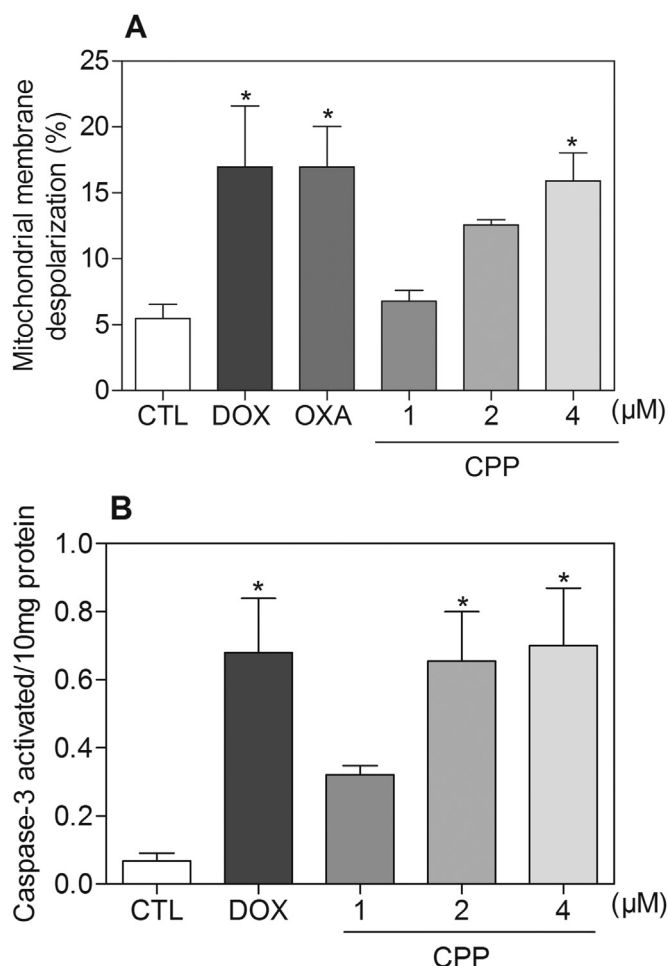 A
Mitochondrial membrane
despolarization (%)
25
20
15
10
5
0
* * *
CTL DOX OXA 1 2 4 (µM)
CPP
B
Caspase-3 activated/10mg protein
1.0
0.8
0.6
0.4
0.2
0.0
* * *
CTL DOX 1 2 4 (µM)
CPP